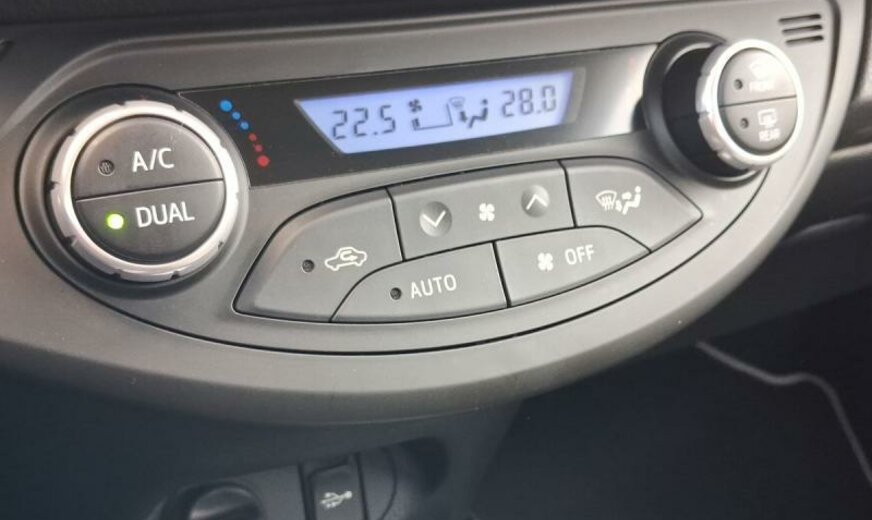 A/C
DUAL
22.5
28.0
FRONT
REAR
AUTO
OFF